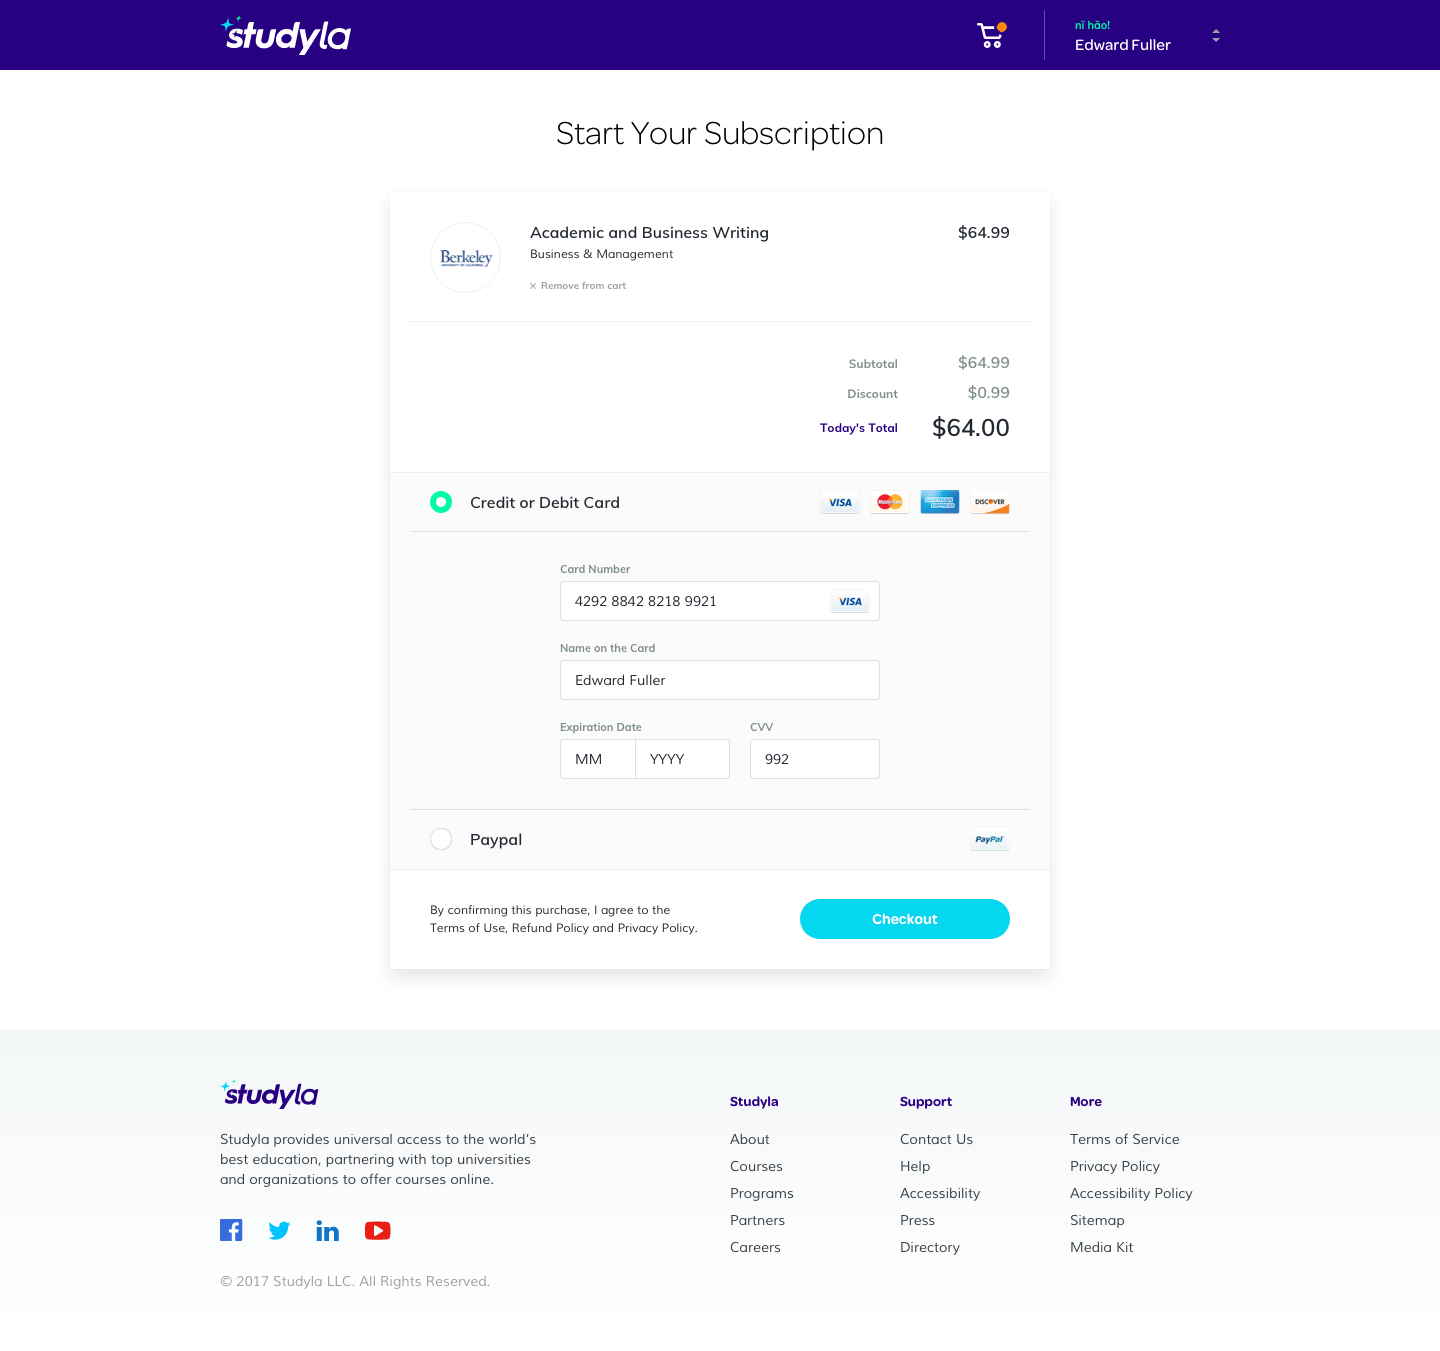 studyla
nǐ hǎo!
Edward Fuller
Start Your Subscription
Berkeley
UNIVERSITY OF CALIFORNIA
Academic and Business Writing
$64.99
Business & Management
× Remove from cart
Subtotal $64.99
Discount $0.99
Today's Total $64.00
Credit or Debit Card
VISA MasterCard AMERICAN EXPRESS DISCOVER
Card Number
4292 8842 8218 9921 VISA
Name on the Card
Edward Fuller
Expiration Date CVV
MM YYYY 992
Paypal PayPal
By confirming this purchase, I agree to the
Terms of Use, Refund Policy and Privacy Policy.
Checkout
studyla
Studyla provides universal access to the world’s
best education, partnering with top universities
and organizations to offer courses online.
© 2017 Studyla LLC. All Rights Reserved.
Studyla
About
Courses
Programs
Partners
Careers
Support
Contact Us
Help
Accessibility
Press
Directory
More
Terms of Service
Privacy Policy
Accessibility Policy
Sitemap
Media Kit